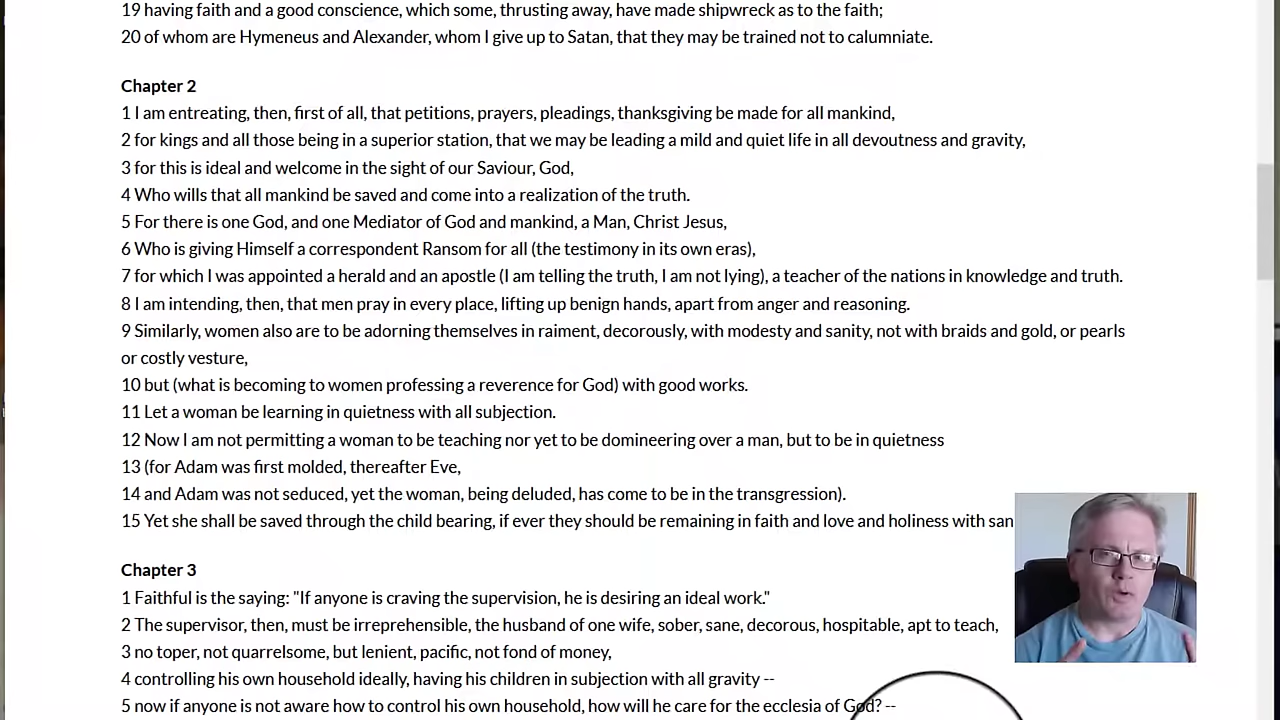 19 having faith and a good conscience, which some, thrusting away, have made shipwreck as to the faith;
20 of whom are Hymeneus and Alexander, whom I give up to Satan, that they may be trained not to calumniate.
Chapter 2
1 I am entreating, then, first of all, that petitions, prayers, pleadings, thanksgiving be made for all mankind,
2 for kings and all those being in a superior station, that we may be leading a mild and quiet life in all devoutness and gravity,
3 for this is ideal and welcome in the sight of our Saviour, God,
4 Who wills that all mankind be saved and come into a realization of the truth.
5 For there is one God, and one Mediator of God and mankind, a Man, Christ Jesus,
6 Who is giving Himself a correspondent Ransom for all (the testimony in its own eras),
7 for which I was appointed a herald and an apostle (I am telling the truth, I am not lying), a teacher of the nations in knowledge and truth.
8 I am intending, then, that men pray in every place, lifting up benign hands, apart from anger and reasoning.
9 Similarly, women also are to be adorning themselves in raiment, decorously, with modesty and sanity, not with braids and gold, or pearls
or costly vesture,
10 but (what is becoming to women professing a reverence for God) with good works.
11 Let a woman be learning in quietness with all subjection.
12 Now I am not permitting a woman to be teaching nor yet to be domineering over a man, but to be in quietness
13 (for Adam was first molded, thereafter Eve,
14 and Adam was not seduced, yet the woman, being deluded, has come to be in the transgression).
15 Yet she shall be saved through the child bearing, if ever they should be remaining in faith and love and holiness with san
Chapter 3
1 Faithful is the saying: "If anyone is craving the supervision, he is desiring an ideal work."
2 The supervisor, then, must be irreprehensible, the husband of one wife, sober, sane, decorous, hospitable, apt to teach,
3 no toper, not quarrelsome, but lenient, pacific, not fond of money,
4 controlling his own household ideally, having his children in subjection with all gravity --
5 now if anyone is not aware how to control his own household, how will he care for the ecclesia of God? --